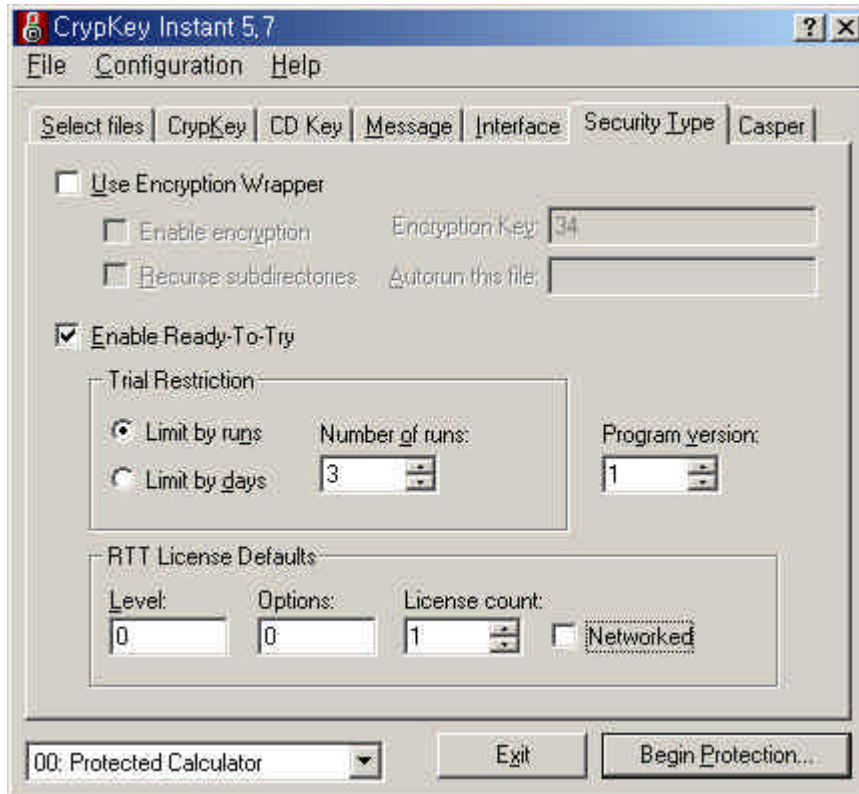 CrypKey Instant 5,7
File Configuration Help
Select files CrypKey CD Key Message Interface Security Type Casper
Use Encryption Wrapper
Enable encryption Encryption Key: 34
Recurse subdirectories Autorun this file:
Enable Ready-To-Try
Trial Restriction
Limit by runs Number of runs: Program version:
Limit by days 3 1
RTT License Defaults
Level: Options: License count:
0 0 1 Networked
00: Protected Calculator Exit Begin Protection...